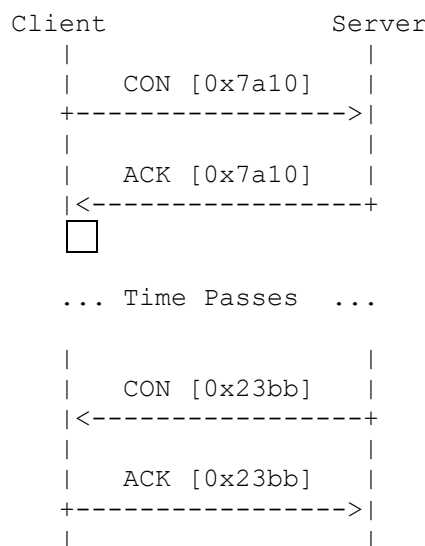 Client Server
CON [0x7a10]
ACK [0x7a10]
... Time Passes ...
CON [0x23bb]
ACK [0x23bb]